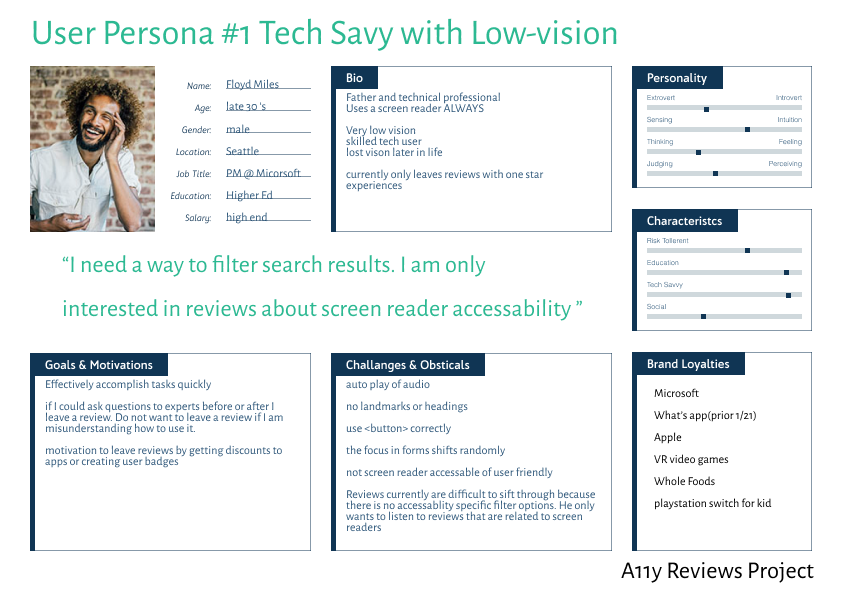 User Persona #1 Tech Savy with Low-vision
Name: Floyd Miles
Age: late 30 's
Gender: male
Location: Seattle
Job Title: PM @ Micorsoft
Education: Higher Ed
Salary: high end
Bio
Father and technical professional
Uses a screen reader ALWAYS
Very low vision
skilled tech user
lost vison later in life
currently only leaves reviews with one star
experiences
Personality
Extrovert Introvert
Sensing Intuition
Thinking Feeling
Judging Perceiving
Characteristcs
Risk Tollerent
Education
Tech Savvy
Social
“I need a way to filter search results. I am only
interested in reviews about screen reader accessability ”
Goals & Motivations
Effectively accomplish tasks quickly
if I could ask questions to experts before or after I
leave a review. Do not want to leave a review if I am
misunderstanding how to use it.
motivation to leave reviews by getting discounts to
apps or creating user badges
Challanges & Obsticals
auto play of audio
no landmarks or headings
use <button> correctly
the focus in forms shifts randomly
not screen reader accessable of user friendly
Reviews currently are difficult to sift through because
there is no accessablity specific filter options. He only
wants to listen to reviews that are related to screen
readers
Brand Loyalties
Microsoft
What's app(prior 1/21)
Apple
VR video games
Whole Foods
playstation switch for kid
A11y Reviews Project